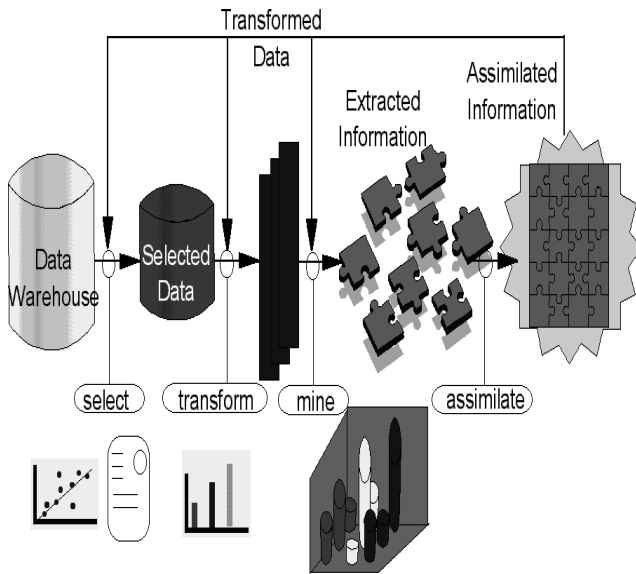 Transformed
Data
Assimilated
Information
Extracted
Information
Data
Warehouse
Selected
Data
select
transform
mine
assimilate